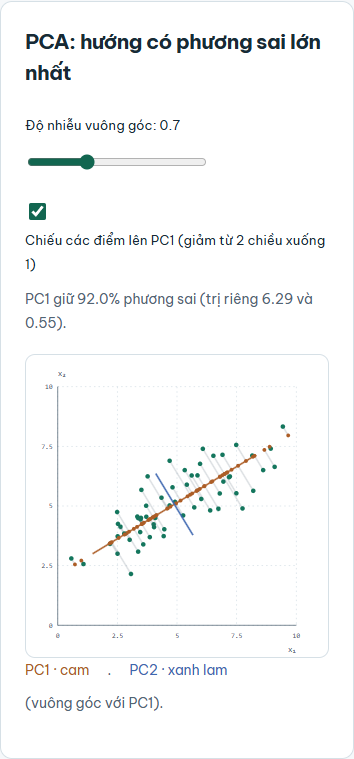 PCA: hướng có phương sai lớn
nhất
Độ nhiễu vuông góc: 0.7
Chiếu các điểm lên PC1 (giảm từ 2 chiều xuống
1)
PC1 giữ 92.0% phương sai (trị riêng 6.29 và
0.55).
x₂
10
7.5
5
2.5
0
0 2.5 5 7.5 10
x₁
PC1 · cam . PC2 · xanh lam
(vuông góc với PC1).